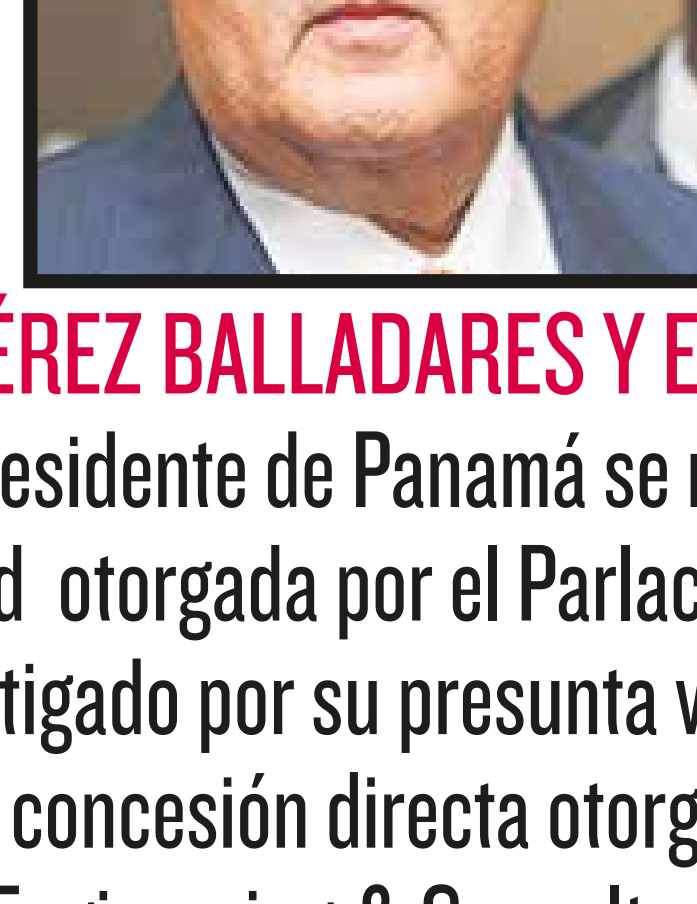 ÉREZ BALLADARES Y E
esidente de Panamá se
d otorgada por el Parlac
tigado por su presunta v
concesión directa otorg